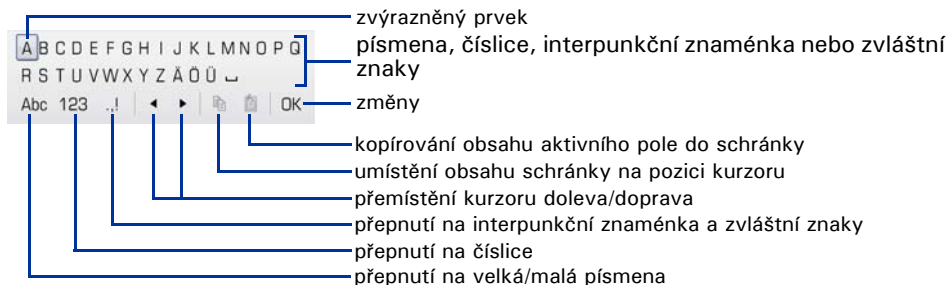 zvýrazněný prvek
A B C D E F G H I J K L M N O P Q
písmena, číslice, interpunkční znaménka nebo zvláštní
znaky
R S T U V W X Y Z Ä Ö Ü ⎵
Abc 123 .,! ◂ ▸ OK
změny
kopírování obsahu aktivního pole do schránky
umístění obsahu schránky na pozici kurzoru
přemístění kurzoru doleva/doprava
přepnutí na interpunkční znaménka a zvláštní znaky
přepnutí na číslice
přepnutí na velká/malá písmena